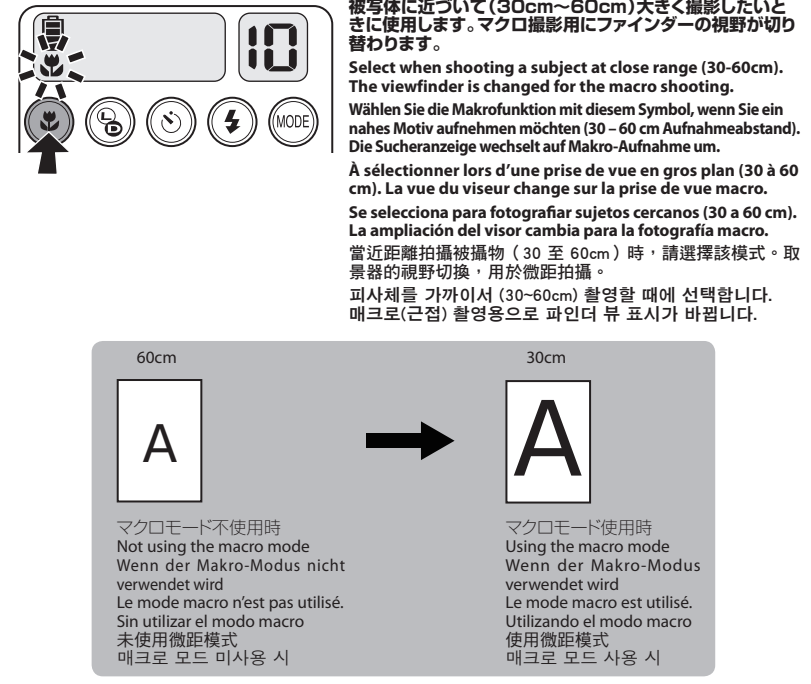 10
L D
MODE
被写体に近づいて(30cm〜60cm)大きく撮影したいと
きに使用します。マクロ撮影用にファインダーの視野が切り
替わります。
Select when shooting a subject at close range (30-60cm).
The viewfinder is changed for the macro shooting.
Wählen Sie die Makrofunktion mit diesem Symbol, wenn Sie ein
nahes Motiv aufnehmen möchten (30 – 60 cm Aufnahmeabstand).
Die Sucheranzeige wechselt auf Makro-Aufnahme um.
À sélectionner lors d’une prise de vue en gros plan (30 à 60
cm). La vue du viseur change sur la prise de vue macro.
Se selecciona para fotografiar sujetos cercanos (30 a 60 cm).
La ampliación del visor cambia para la fotografía macro.
當近距離拍攝被攝物（30 至 60cm）時，請選擇該模式。取
景器的視野切換，用於微距拍攝。
피사체를 가까이서 (30~60cm) 촬영할 때에 선택합니다.
매크로(근접) 촬영용으로 파인더 뷰 표시가 바뀝니다.
60cm
A
マクロモード不使用時
Not using the macro mode
Wenn der Makro-Modus nicht
verwendet wird
Le mode macro n’est pas utilisé.
Sin utilizar el modo macro
未使用微距模式
매크로 모드 미사용 시
30cm
A
マクロモード使用時
Using the macro mode
Wenn der Makro-Modus
verwendet wird
Le mode macro est utilisé.
Utilizando el modo macro
使用微距模式
매크로 모드 사용 시